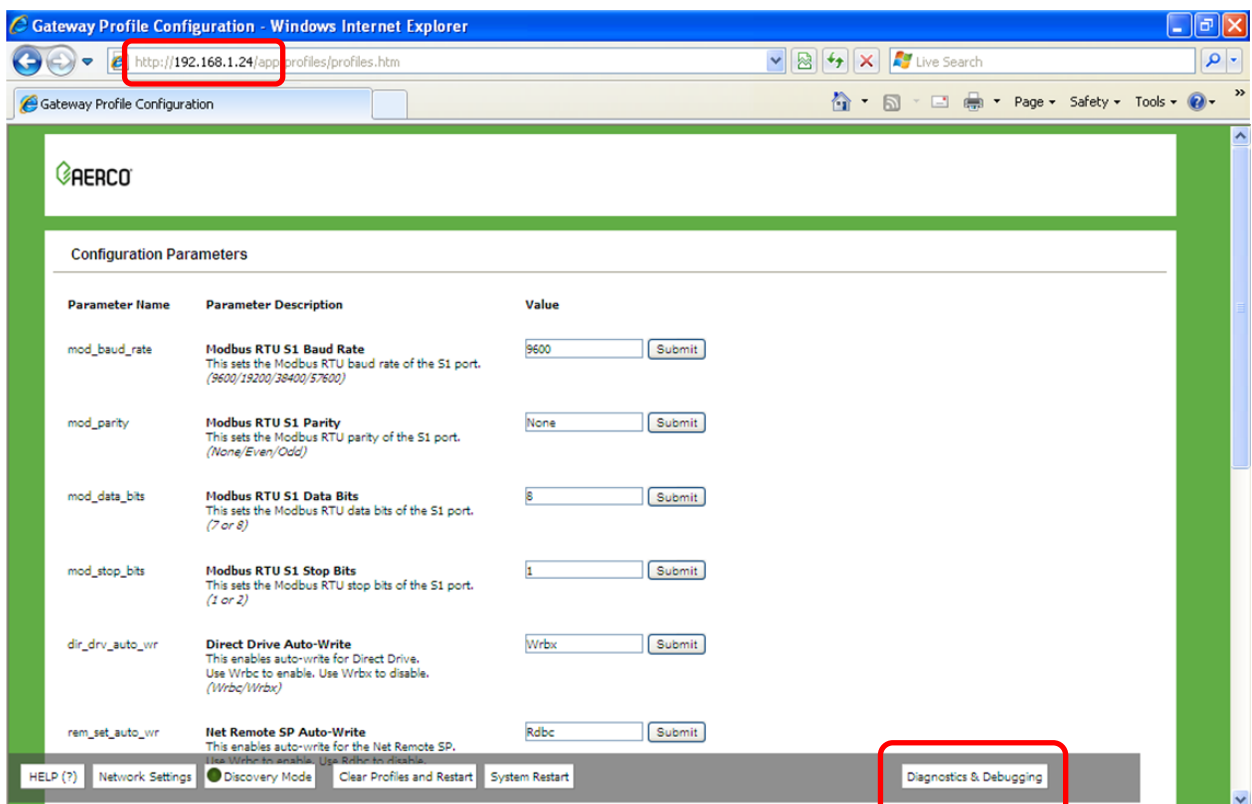 Gateway Profile Configuration - Windows Internet Explorer
http://192.168.1.24/app profiles/profiles.htm
Live Search
Gateway Profile Configuration
Page Safety Tools
AERCO
Configuration Parameters
Parameter Name Parameter Description Value
mod_baud_rate Modbus RTU S1 Baud Rate 9600 Submit
This sets the Modbus RTU baud rate of the S1 port.
(9600/19200/38400/57600)
mod_parity Modbus RTU S1 Parity None Submit
This sets the Modbus RTU parity of the S1 port.
(None/Even/Odd)
mod_data_bits Modbus RTU S1 Data Bits 8 Submit
This sets the Modbus RTU data bits of the S1 port.
(7 or 8)
mod_stop_bits Modbus RTU S1 Stop Bits 1 Submit
This sets the Modbus RTU stop bits of the S1 port.
(1 or 2)
dir_drv_auto_wr Direct Drive Auto-Write Wrbx Submit
This enables auto-write for Direct Drive.
Use Wrbc to enable. Use Wrbx to disable.
(Wrbc/Wrbx)
rem_set_auto_wr Net Remote SP Auto-Write Rdbc Submit
This enables auto-write for the Net Remote SP.
Use Wrbc to enable. Use Rdbc to disable.
HELP (?) Network Settings Discovery Mode Clear Profiles and Restart System Restart Diagnostics & Debugging